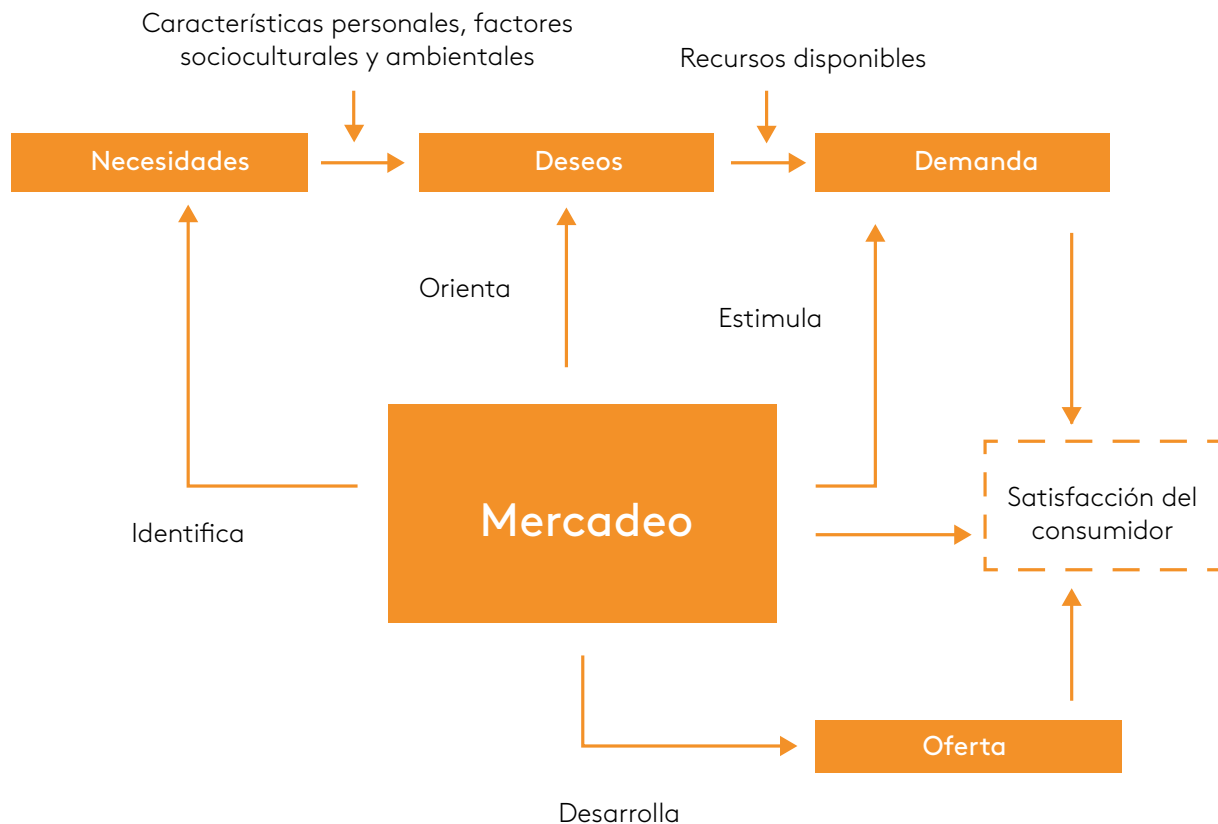 Características personales, factores
socioculturales y ambientales
Recursos disponibles
Necesidades
Deseos
Demanda
Orienta
Estimula
Mercadeo
Identifica
Satisfacción del
consumidor
Oferta
Desarrolla